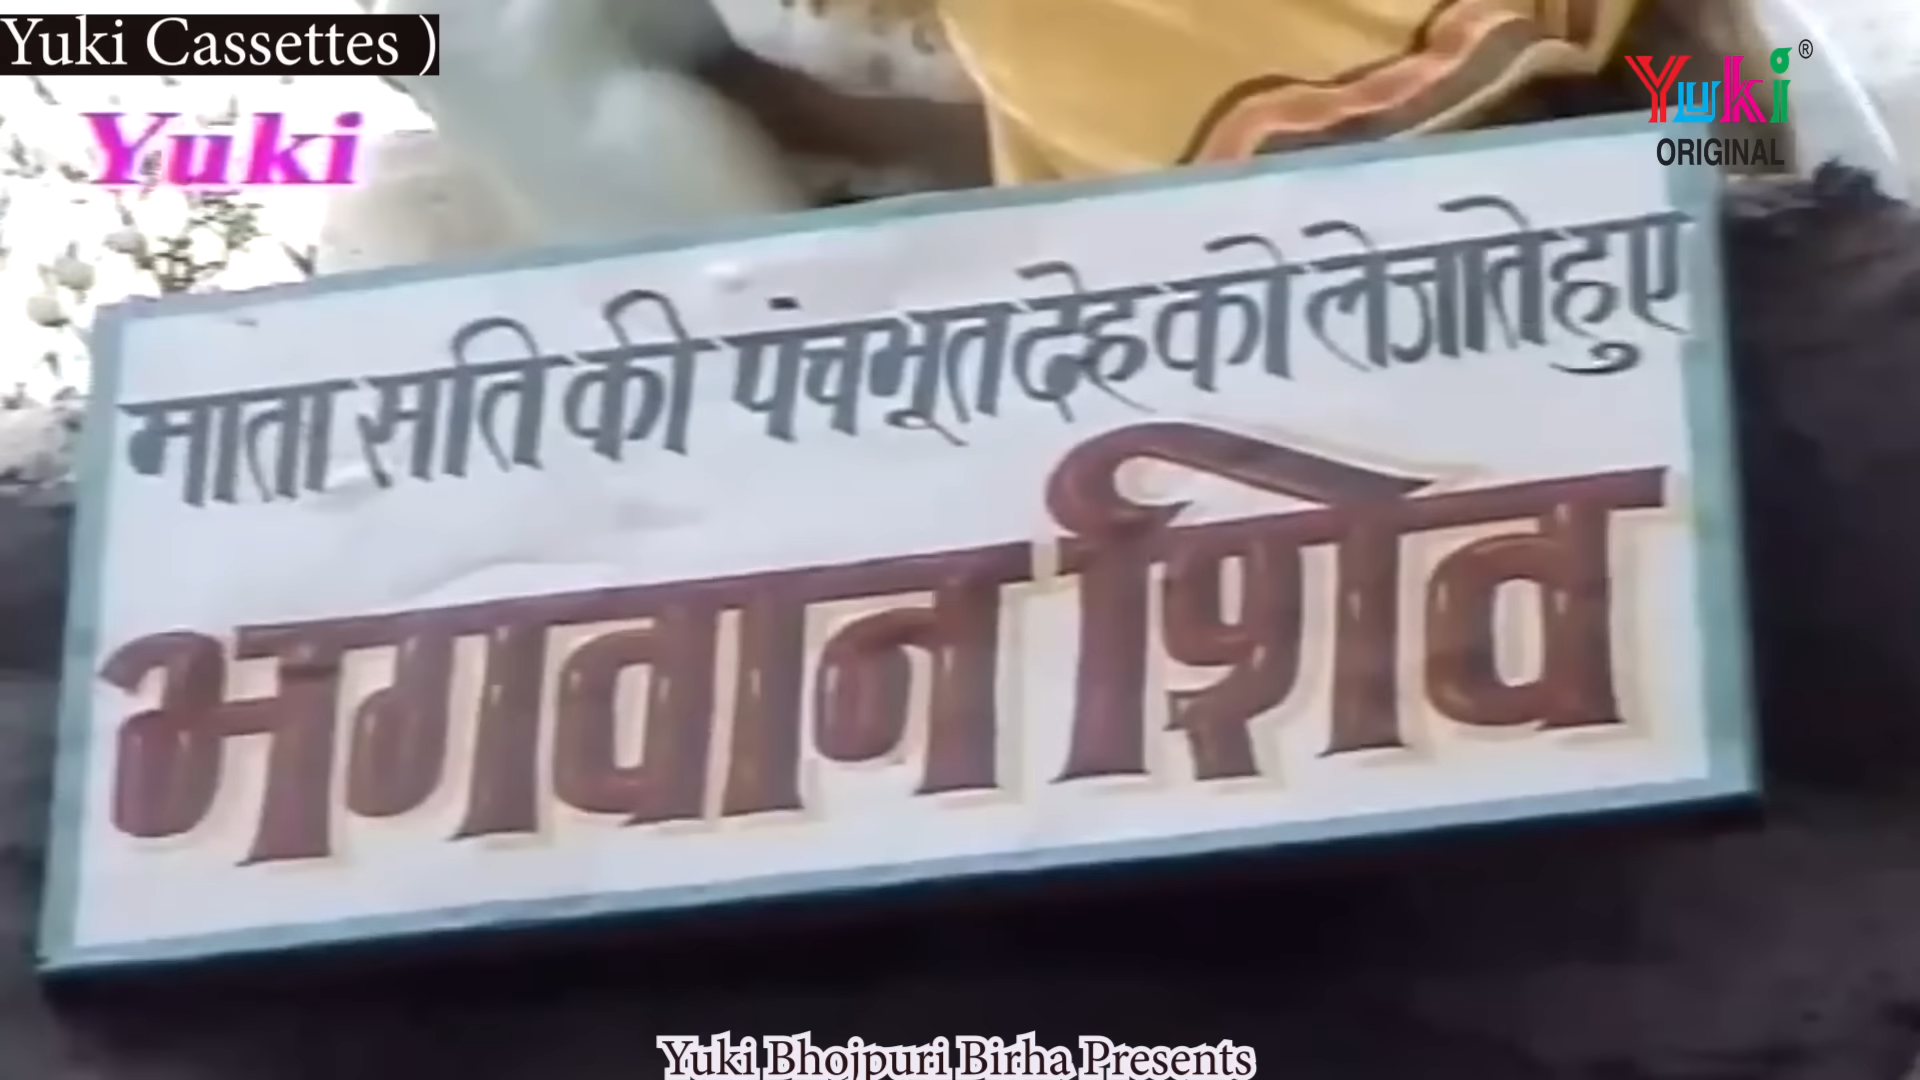 Yuki Cassettes )
Yuki
Yuki ®
ORIGINAL
माता सति की पंचभूत देह को ले जाते हुए
भगवान शिव
Yuki Bhojpuri Birha Presents